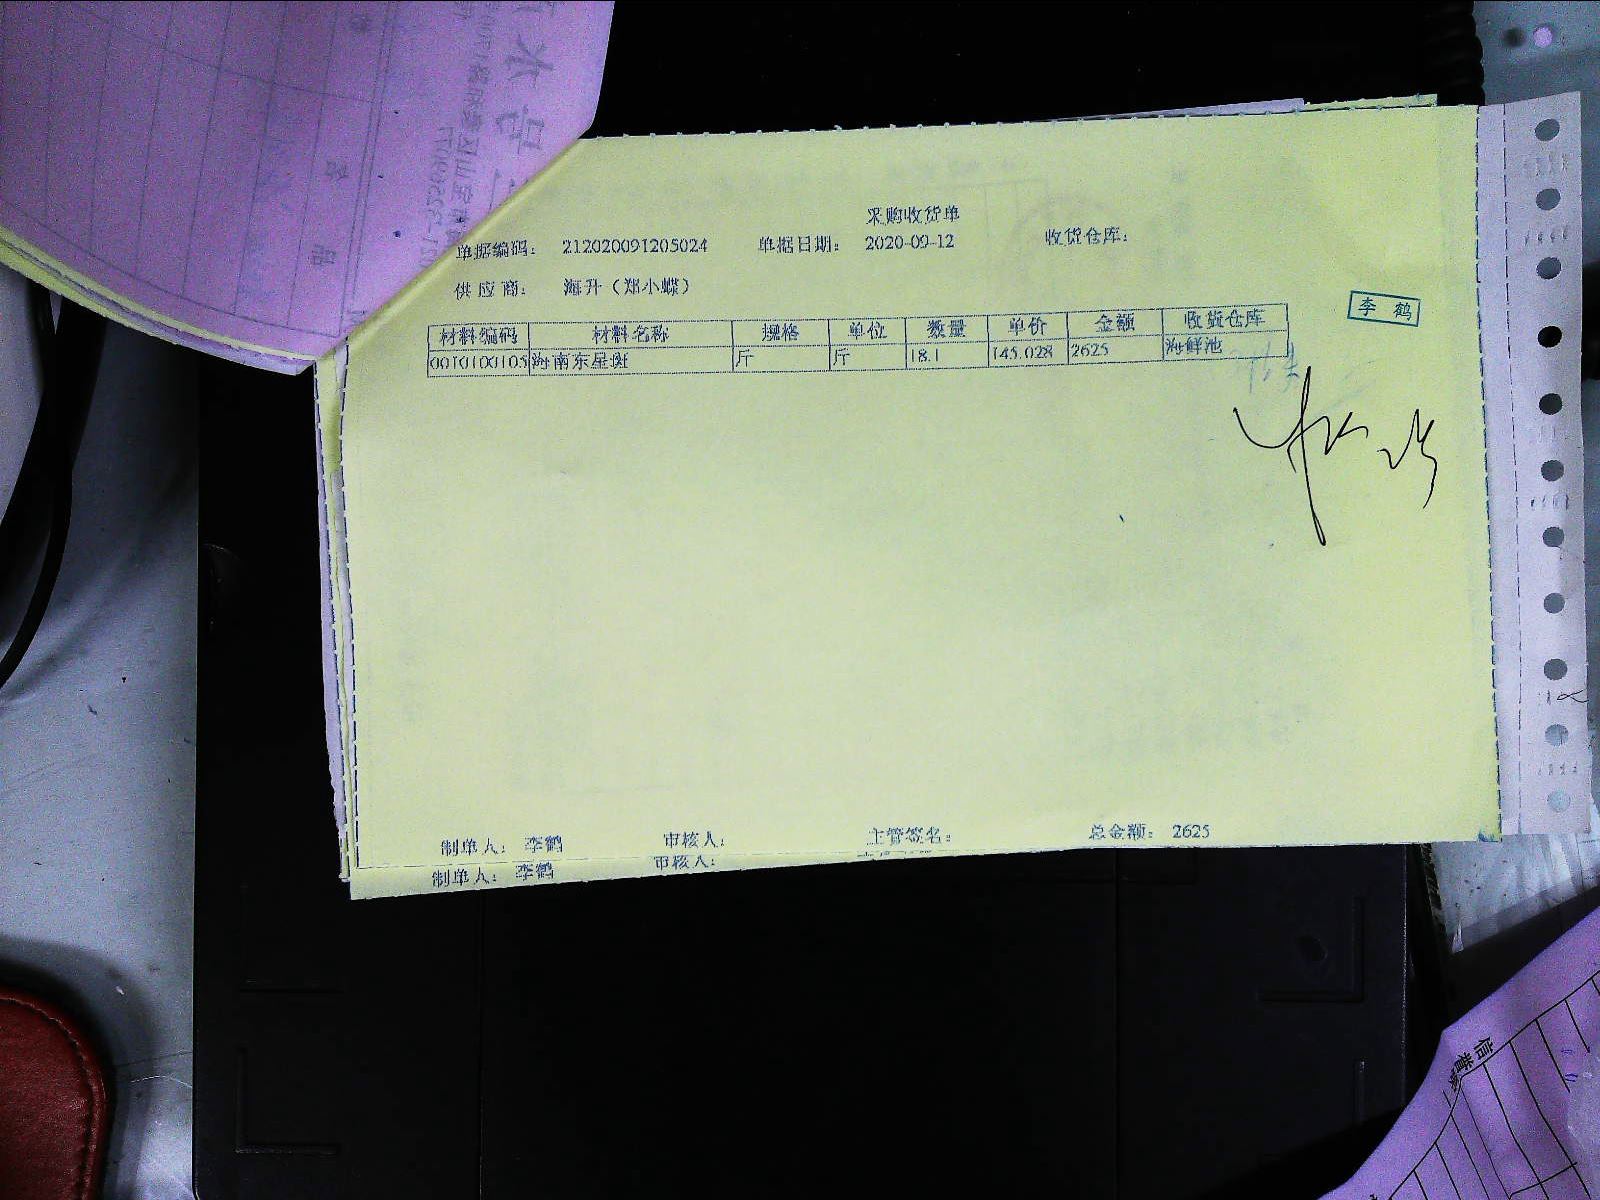 采购收货单
单据编码： 212020091205024 单据日期： 2020-09-12 收货仓库：
供应商： 海升（郑小蝶）
李鹤
材料编码 材料名称 规格 单位 数量 单价 金额 收货仓库
0010100105 海南东星斑 斤 斤 18.1 145.028 2625 海鲜池
制单人： 李鹤 审核人： 主管签名： 总金额： 2625
制单人： 李鹤 审核人：